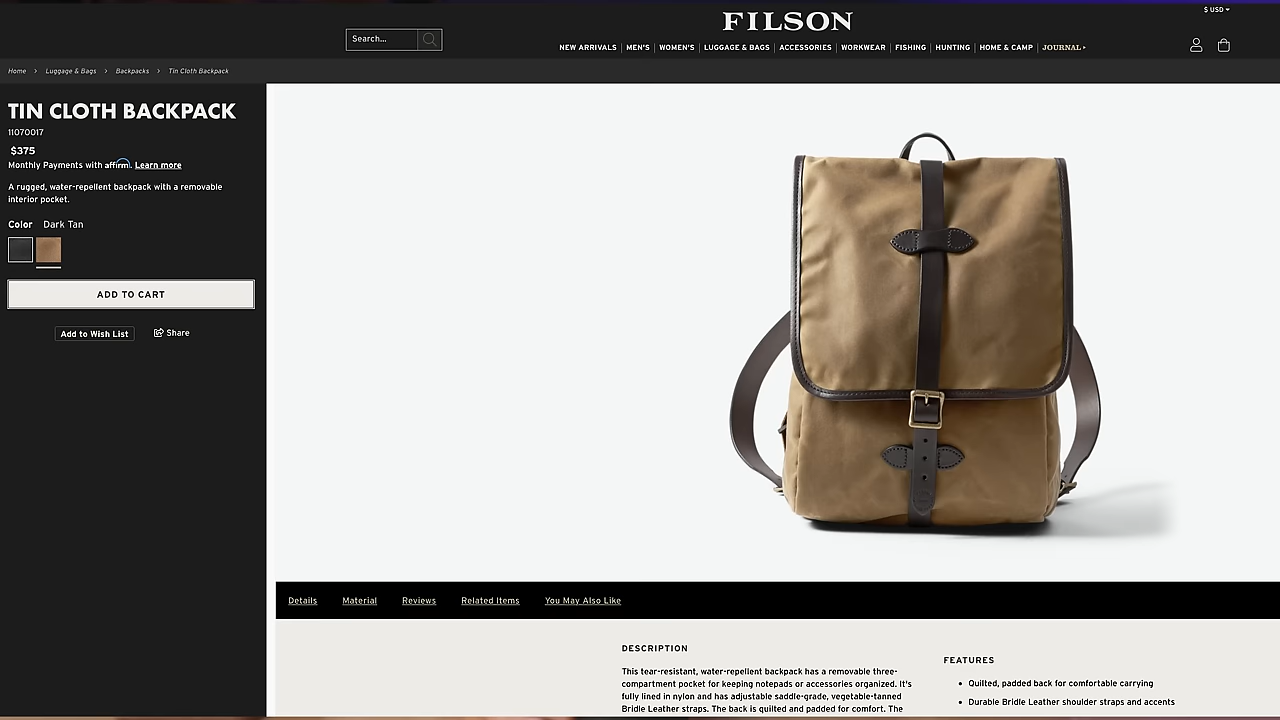 $ USD
FILSON
Search...
NEW ARRIVALS | MEN'S | WOMEN'S | LUGGAGE & BAGS | ACCESSORIES | WORKWEAR | FISHING | HUNTING | HOME & CAMP | JOURNAL
Home > Luggage & Bags > Backpacks > Tin Cloth Backpack
TIN CLOTH BACKPACK
11070017
$375
Monthly Payments with affirm. Learn more
A rugged, water-repellent backpack with a removable
interior pocket.
Color Dark Tan
ADD TO CART
Add to Wish List Share
Details Material Reviews Related Items You May Also Like
DESCRIPTION
This tear-resistant, water-repellent backpack has a removable three-
compartment pocket for keeping notepads or accessories organized. It's
fully lined in nylon and has adjustable saddle-grade, vegetable-tanned
Bridle Leather straps. The back is quilted and padded for comfort. The
FEATURES
• Quilted, padded back for comfortable carrying
• Durable Bridle Leather shoulder straps and accents